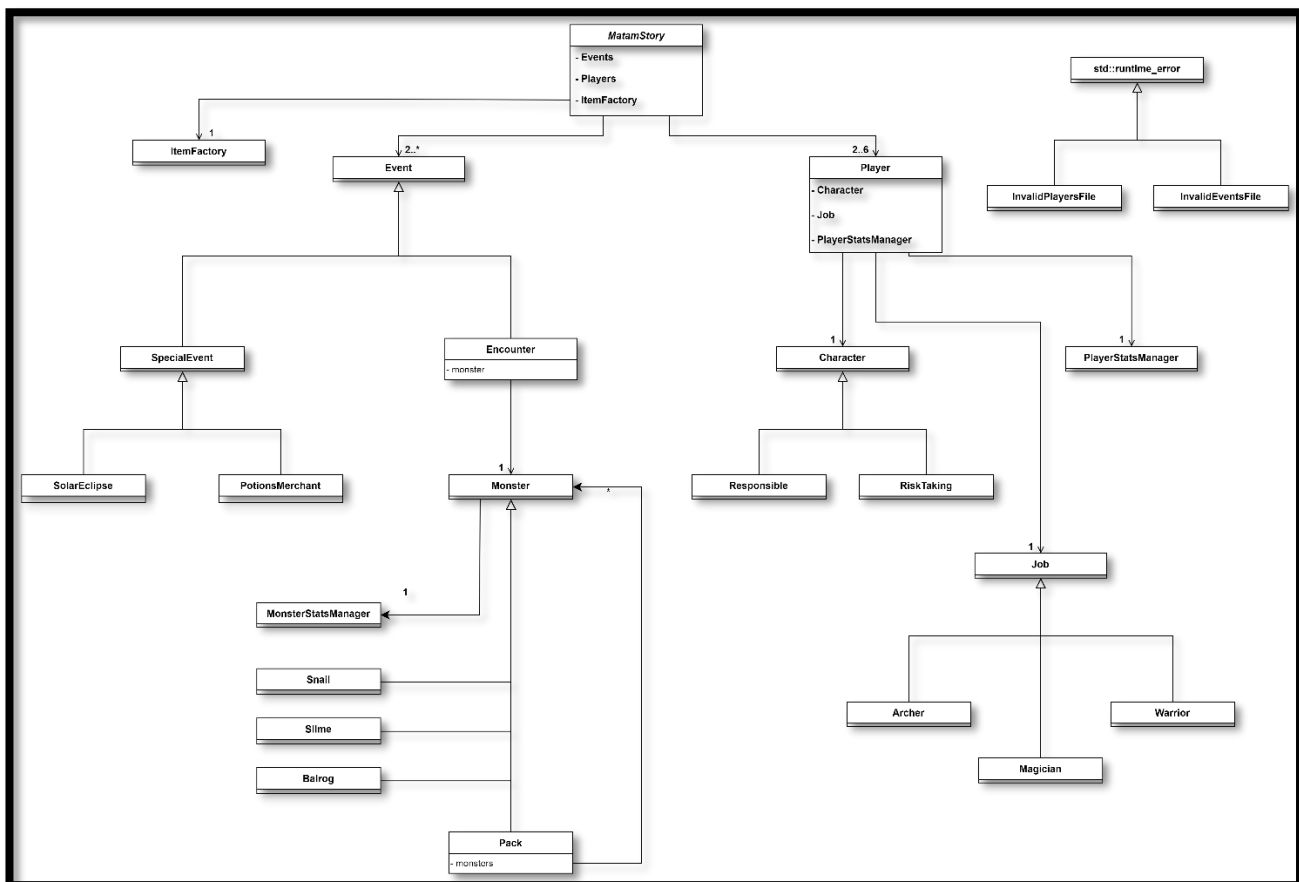 MatamStory
- Events
- Players
- ItemFactory
std::runtime_error
1
ItemFactory
2..*
Event
2..6
Player
- Character
- Job
- PlayerStatsManager
InvalidPlayersFile
InvalidEventsFile
SpecialEvent
Encounter
- monster
1
Character
1
PlayerStatsManager
SolarEclipse
PotionsMerchant
1
Monster
*
Responsible
RiskTaking
1
Job
1
MonsterStatsManager
Snail
Slime
Balrog
Archer
Warrior
Magician
Pack
- monsters